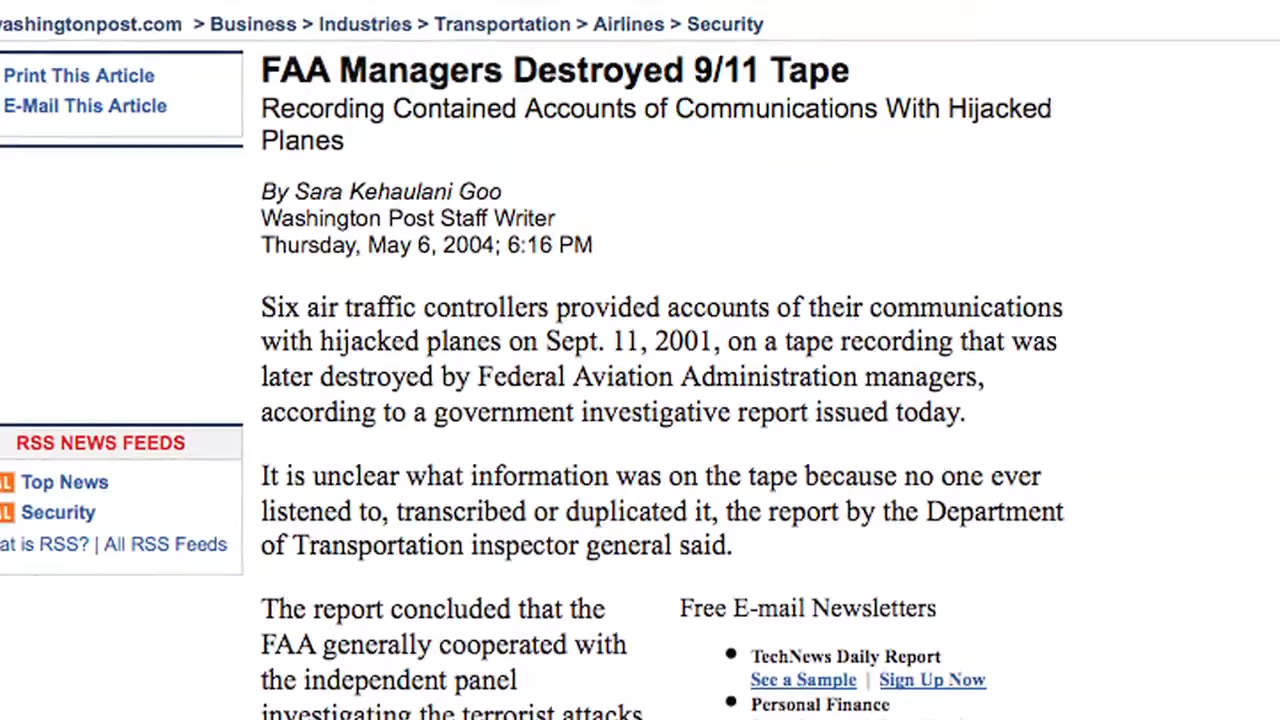 washingtonpost.com > Business > Industries > Transportation > Airlines > Security
Print This Article
E-Mail This Article
FAA Managers Destroyed 9/11 Tape
Recording Contained Accounts of Communications With Hijacked
Planes
By Sara Kehaulani Goo
Washington Post Staff Writer
Thursday, May 6, 2004; 6:16 PM
Six air traffic controllers provided accounts of their communications
with hijacked planes on Sept. 11, 2001, on a tape recording that was
later destroyed by Federal Aviation Administration managers,
according to a government investigative report issued today.
RSS NEWS FEEDS
Top News
Security
at is RSS? | All RSS Feeds
It is unclear what information was on the tape because no one ever
listened to, transcribed or duplicated it, the report by the Department
of Transportation inspector general said.
The report concluded that the
FAA generally cooperated with
the independent panel
investigating the terrorist attacks
Free E-mail Newsletters
TechNews Daily Report
See a Sample | Sign Up Now
Personal Finance